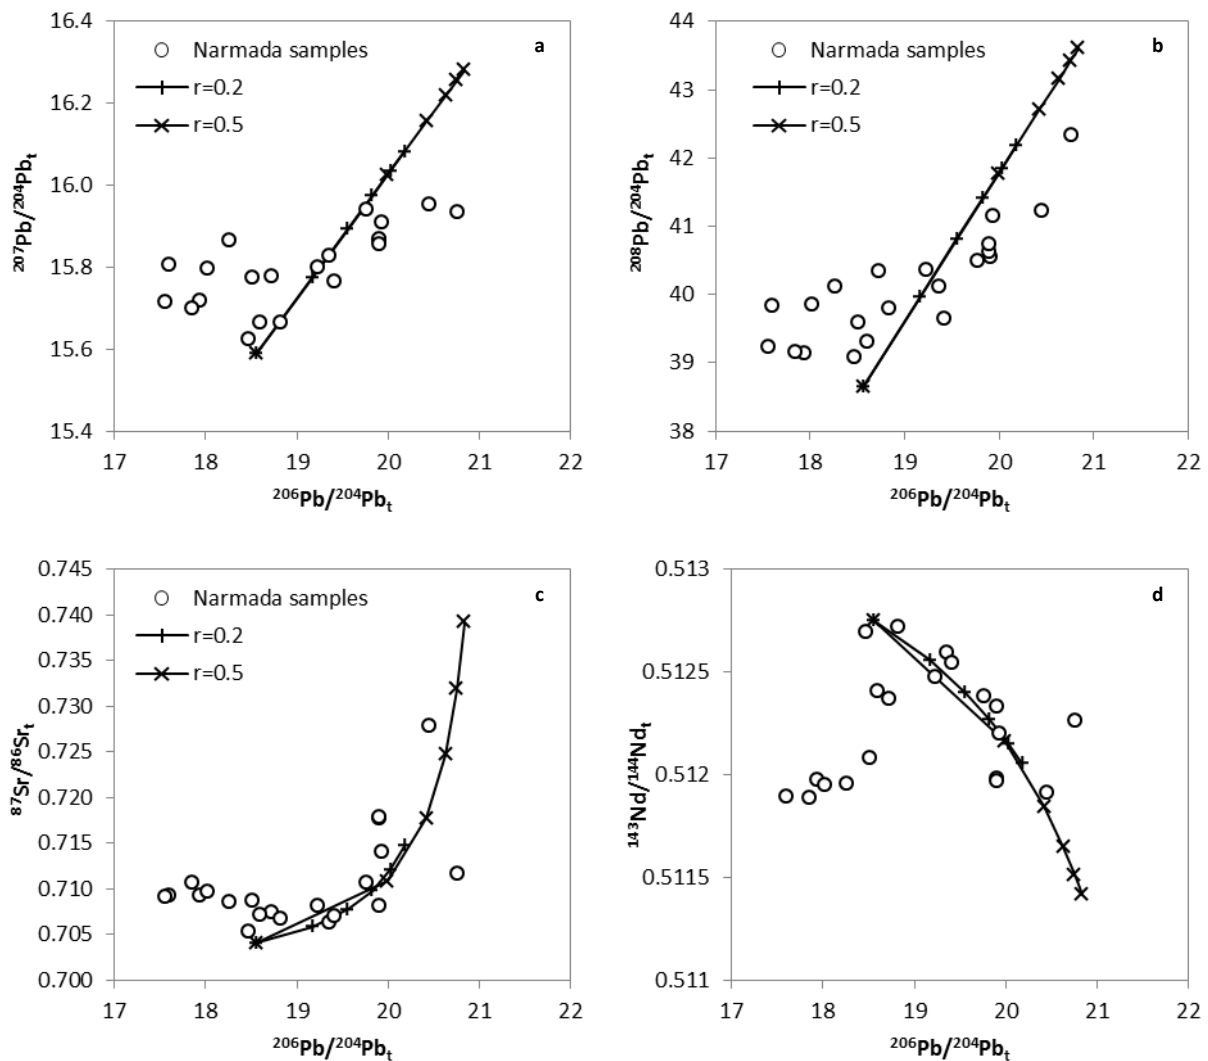 16.4
16.2
16.0
15.8
15.6
15.4
17 18 19 20 21 22
²⁰⁷Pb/²⁰⁴Pbₜ
²⁰⁶Pb/²⁰⁴Pbₜ
Narmada samples
r=0.2
r=0.5
a
44
43
42
41
40
39
38
17 18 19 20 21 22
²⁰⁸Pb/²⁰⁴Pbₜ
²⁰⁶Pb/²⁰⁴Pbₜ
Narmada samples
r=0.2
r=0.5
b
0.745
0.740
0.735
0.730
0.725
0.720
0.715
0.710
0.705
0.700
17 18 19 20 21 22
⁸⁷Sr/⁸⁶Srₜ
²⁰⁶Pb/²⁰⁴Pbₜ
Narmada samples
r=0.2
r=0.5
c
0.513
0.5125
0.512
0.5115
0.511
17 18 19 20 21 22
¹⁴³Nd/¹⁴⁴Ndₜ
²⁰⁶Pb/²⁰⁴Pbₜ
d